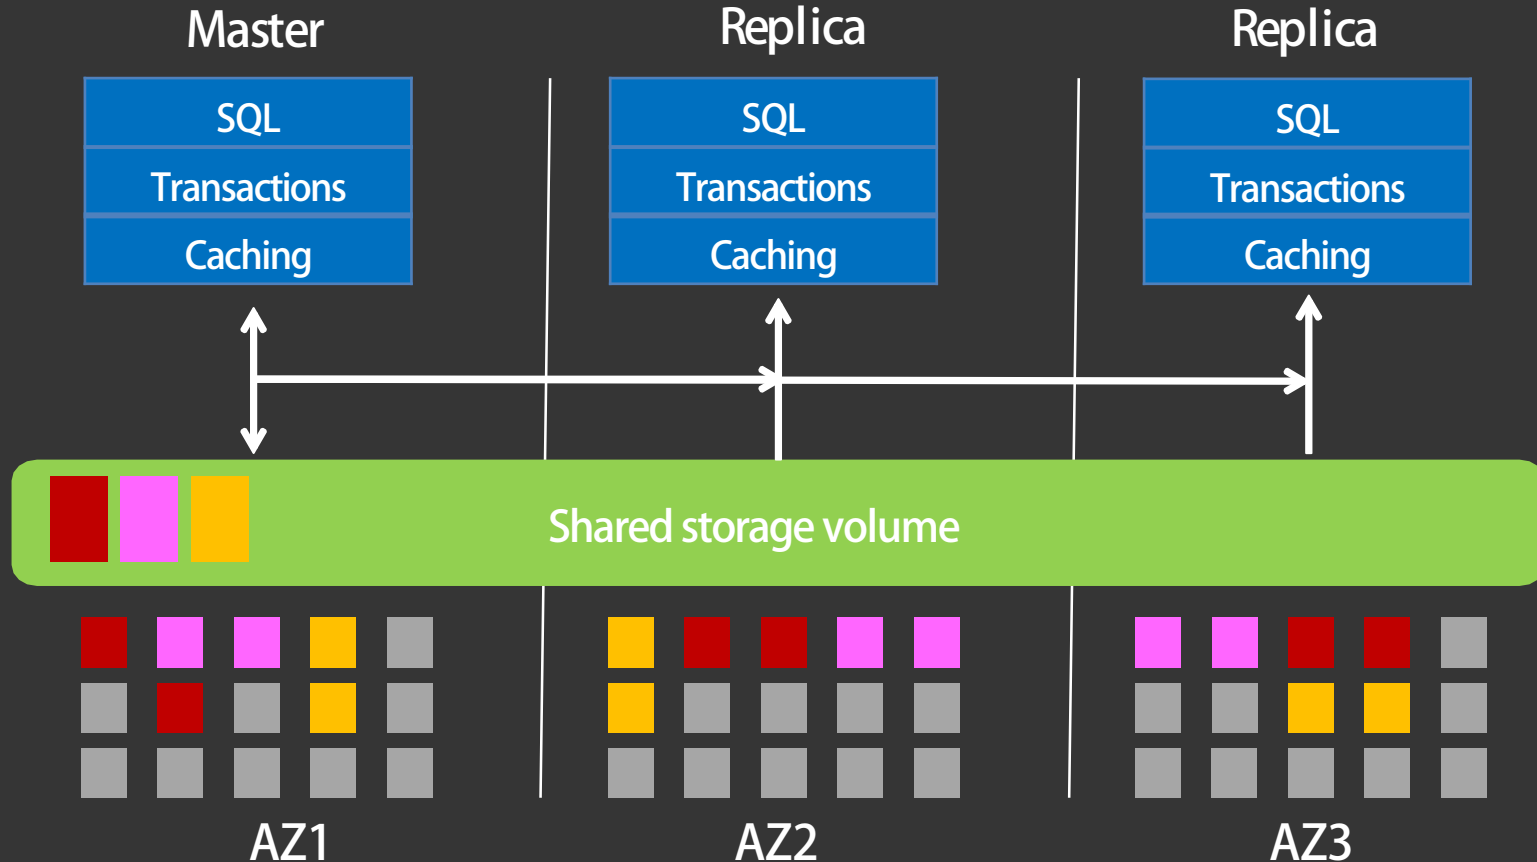 Master
Replica
Replica
SQL
SQL
SQL
Transactions
Transactions
Transactions
Caching
Caching
Caching
Shared storage volume
AZ1
AZ2
AZ3